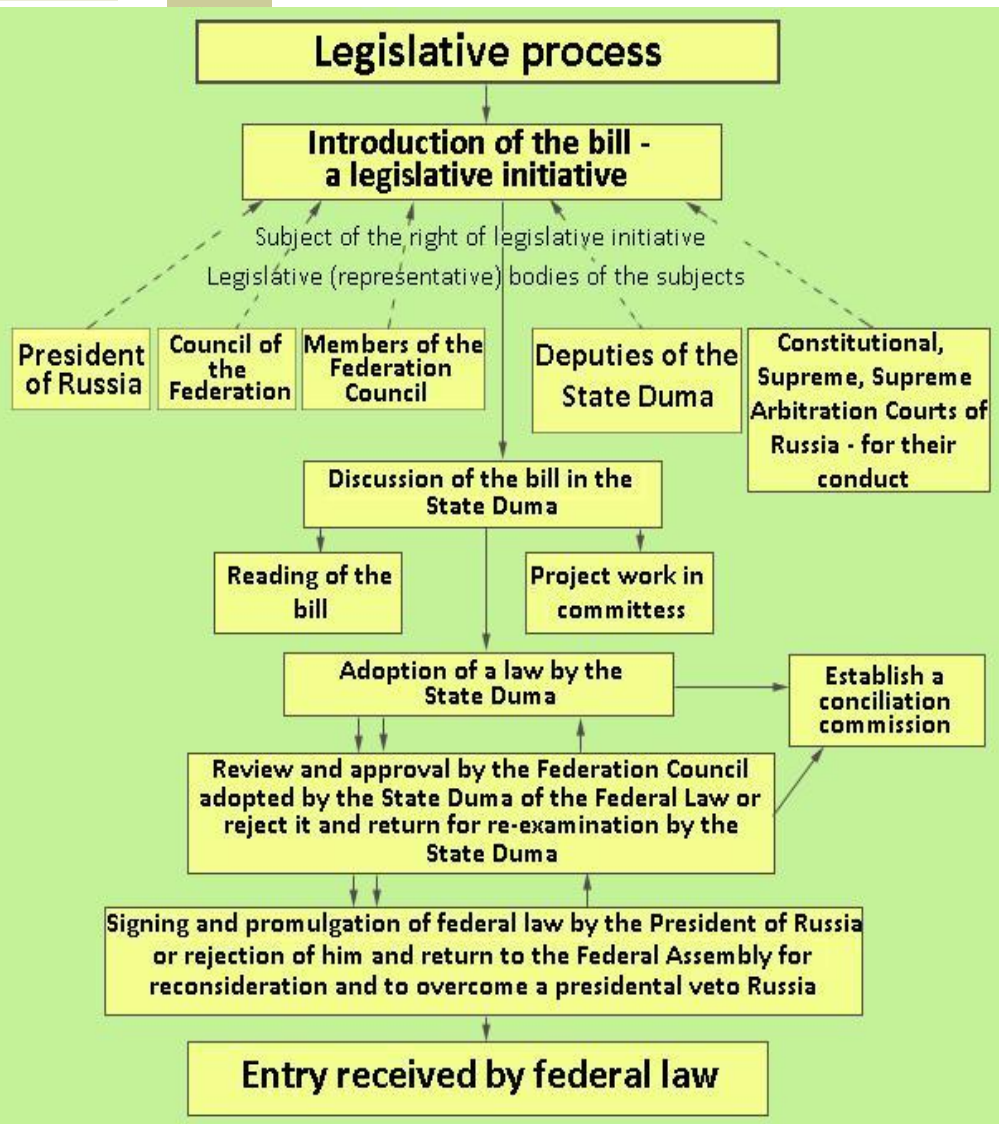 Legislative process
Introduction of the bill -
a legislative initiative
Subject of the right of legislative initiative
Legislative (representative) bodies of the subjects
President
of Russia
Council of
the
Federation
Members of the
Federation
Council
Deputies of the
State Duma
Constitutional,
Supreme, Supreme
Arbitration Courts of
Russia - for their
conduct
Discussion of the bill in the
State Duma
Reading of the
bill
Project work in
committess
Adoption of a law by the
State Duma
Establish a
conciliation
commission
Review and approval by the Federation Council
adopted by the State Duma of the Federal Law or
reject it and return for re-examination by the
State Duma
Signing and promulgation of federal law by the President of Russia
or rejection of him and return to the Federal Assembly for
reconsideration and to overcome a presidental veto Russia
Entry received by federal law